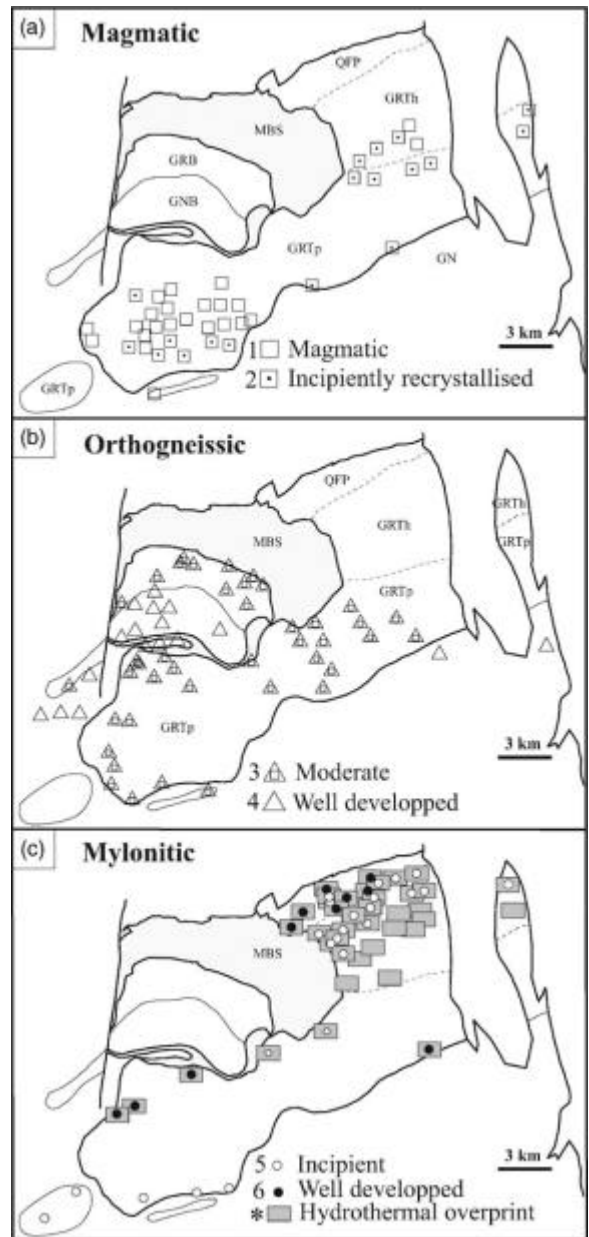 (a) Magmatic
QFP
GRTh
MBS
GRB
GNB
GRTp
GN
3 km
1 Magmatic
2 Incipiently recrystallised
GRTp
(b) Orthogneissic
QFP
GRTh
GRTh
MBS
GRTp
GRTp
GRTp
3 km
3 Moderate
4 Well developped
(c) Mylonitic
MBS
3 km
5 Incipient
6 Well developped
* Hydrothermal overprint